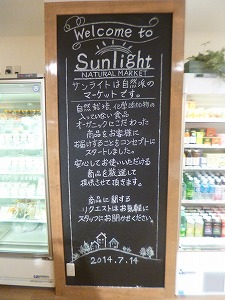 Welcome to
Sunlight
NATURAL MARKET
サンライトは自然派の
マーケットです。
自然栽培、化学添加物の
入っていない食品
オーガニックにこだわった
商品をお客様に
お届けすることをコンセプトに
スタートしました。
安心してお使いいただける
商品を厳選して
提供させて頂きます。
商品に関する
リクエストはお気軽に
スタッフにお聞かせください。
2014.7.14